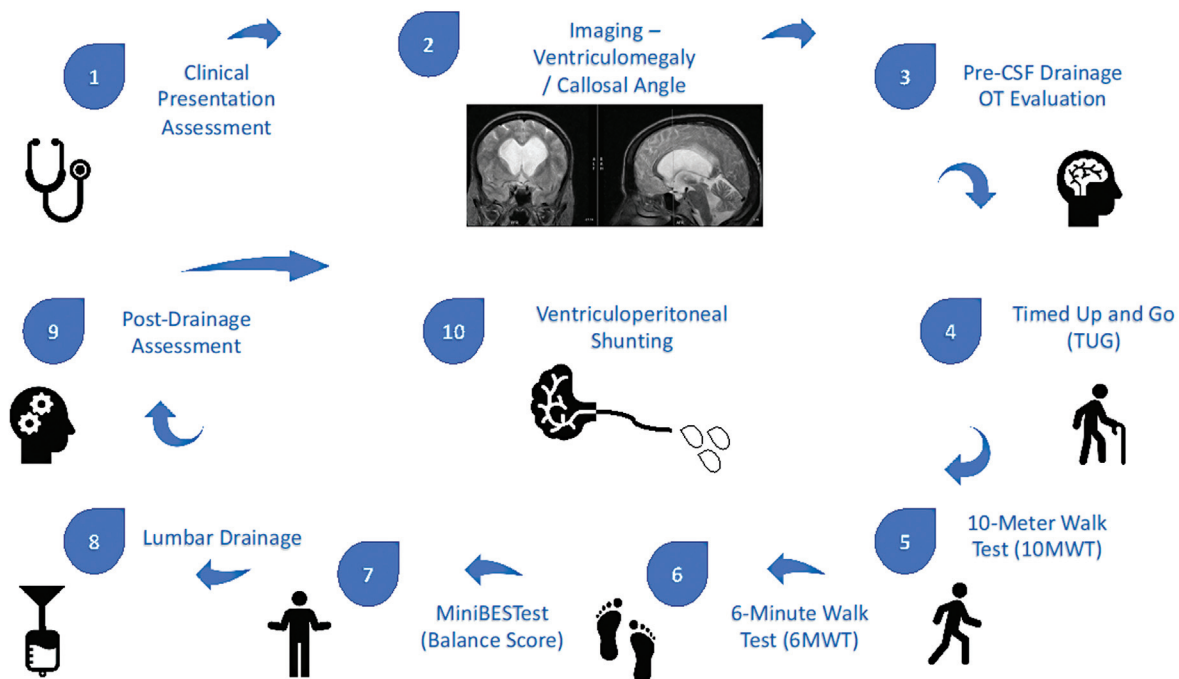 1
Clinical
Presentation
Assessment
2
Imaging –
Ventriculomegaly
/ Callosal Angle
3
Pre-CSF Drainage
OT Evaluation
4
Timed Up and Go
(TUG)
5
10-Meter Walk
Test (10MWT)
6
6-Minute Walk
Test (6MWT)
7
MiniBESTest
(Balance Score)
8
Lumbar Drainage
9
Post-Drainage
Assessment
10
Ventriculoperitoneal
Shunting